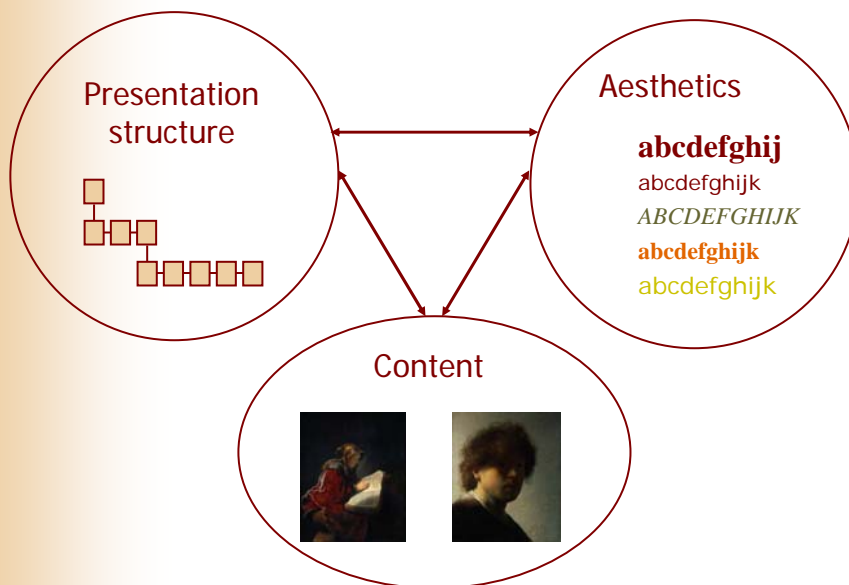 Presentation
structure
Aesthetics
abcdefghij
abcdefghijk
ABCDEFGHIJK
abcdefghijk
abcdefghijk
Content